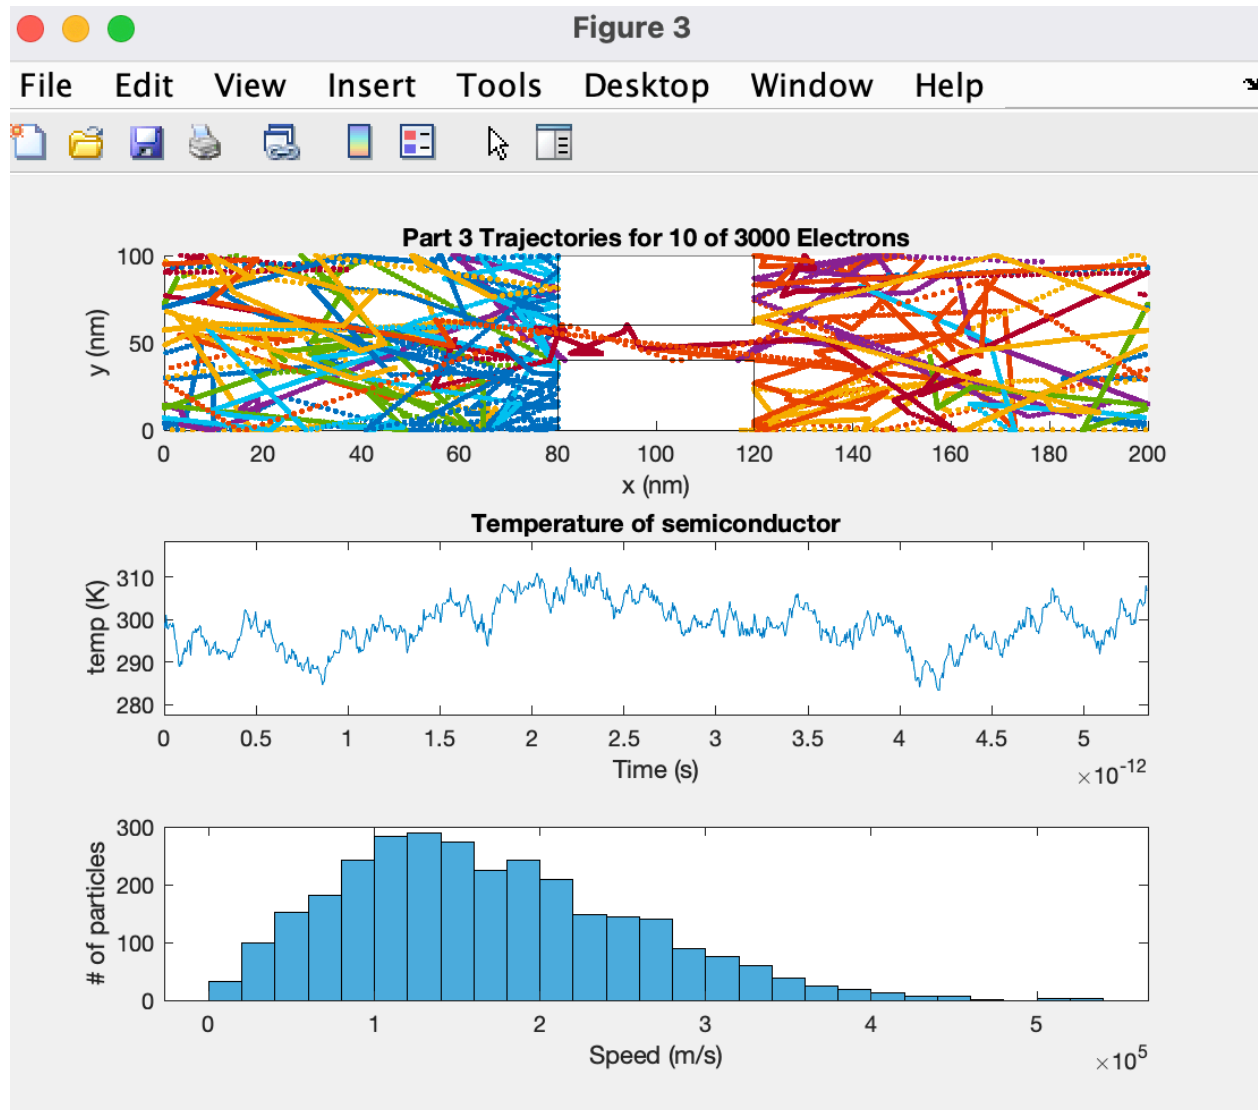 Figure 3
File Edit View Insert Tools Desktop Window Help
Part 3 Trajectories for 10 of 3000 Electrons
100
50
0
y (nm)
0 20 40 60 80 100 120 140 160 180 200
x (nm)
Temperature of semiconductor
310
300
290
280
temp (K)
0 0.5 1 1.5 2 2.5 3 3.5 4 4.5 5
Time (s)
×10⁻¹²
300
200
100
0
# of particles
0 1 2 3 4 5
Speed (m/s)
×10⁵